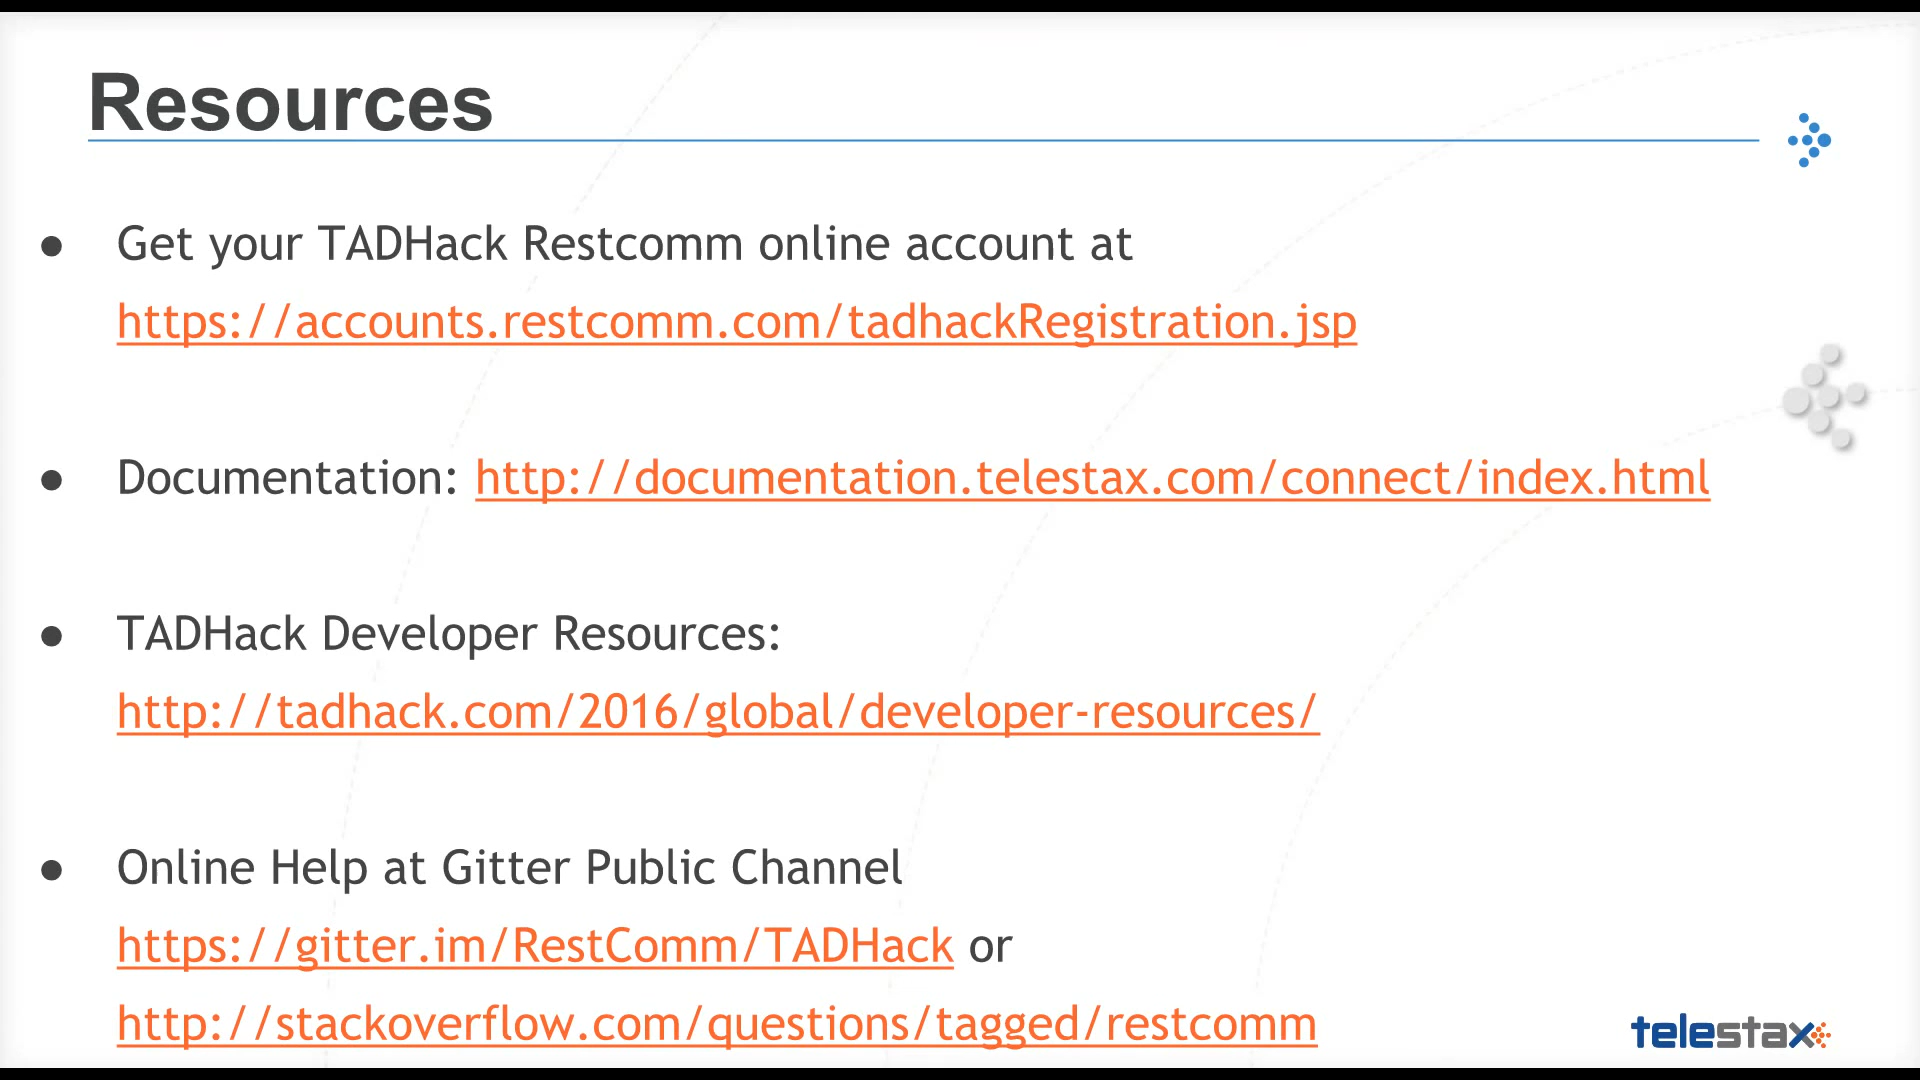 Resources
● Get your TADHack Restcomm online account at
https://accounts.restcomm.com/tadhackRegistration.jsp
● Documentation: http://documentation.telestax.com/connect/index.html
● TADHack Developer Resources:
http://tadhack.com/2016/global/developer-resources/
● Online Help at Gitter Public Channel
https://gitter.im/RestComm/TADHack or
http://stackoverflow.com/questions/tagged/restcomm
telestax